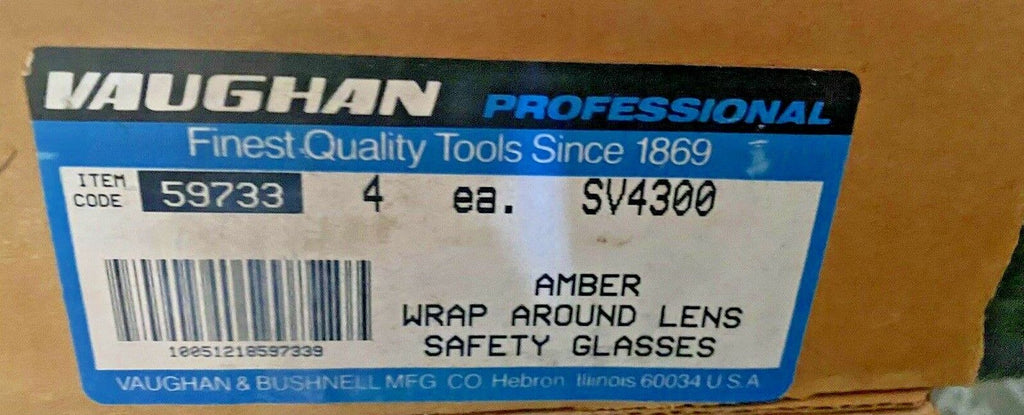 VAUGHAN PROFESSIONAL
Finest Quality Tools Since 1869
ITEM CODE 59733 4 ea. SV4300
AMBER
WRAP AROUND LENS
SAFETY GLASSES
10051218597339
VAUGHAN & BUSHNELL MFG CO Hebron Illinois 60034 U S A